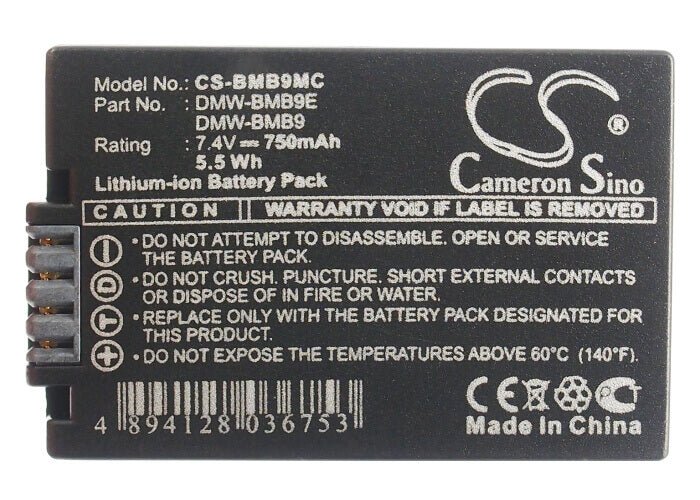 Model No.: CS-BMB9MC
Part No.: DMW-BMB9E
DMW-BMB9
Rating : 7.4V⎓750mAh
5.5 Wh
Lithium-ion Battery Pack
CS®
Cameron Sino
CAUTION WARRANTY VOID IF LABEL IS REMOVED
• DO NOT ATTEMPT TO DISASSEMBLE. OPEN OR SERVICE
THE BATTERY PACK.
• DO NOT CRUSH. PUNCTURE. SHORT EXTERNAL CONTACTS
OR DISPOSE OF IN FIRE OR WATER.
• REPLACE ONLY WITH THE BATTERY PACK DESIGNATED FOR
THIS PRODUCT.
• DO NOT EXPOSE THE TEMPERATURES ABOVE 60°C (140°F).
−
D
T
+
4 894128 036753
CE
Made In China